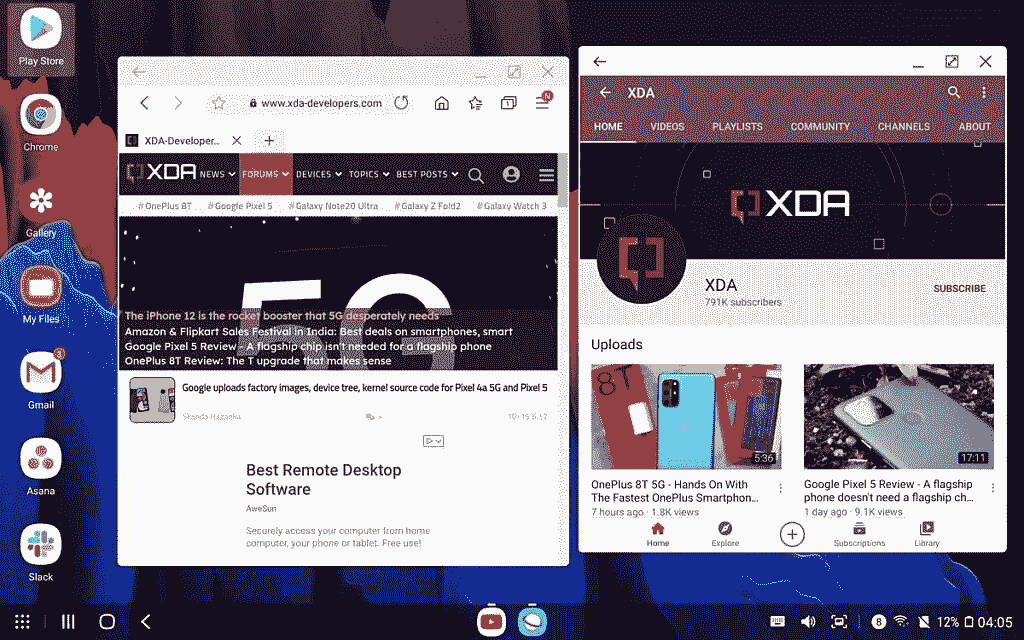 Play Store
Chrome
Gallery
My Files
3
Gmail
Asana
Slack
www.xda-developers.com
1
N
XDA-Developer...
XDA
NEWS
FORUMS
DEVICES
TOPICS
BEST POSTS
#OnePlus 8T
#Google Pixel 5
#Galaxy Note20 Ultra
#Galaxy Z Fold2
#Galaxy Watch 3
5G
The iPhone 12 is the rocket booster that 5G desperately needs
Amazon & Flipkart Sales Festival in India: Best deals on smartphones, smart
Google Pixel 5 Review - A flagship chip isn't needed for a flagship phone
OnePlus 8T Review: The T upgrade that makes sense
Google uploads factory images, device tree, kernel source code for Pixel 4a 5G and Pixel 5
Skanda Hazarika
Best Remote Desktop
Software
AweSun
Securely access your computer from home
computer, your phone or tablet. Free use!
XDA
HOME
VIDEOS
PLAYLISTS
COMMUNITY
CHANNELS
ABOUT
XDA
XDA
791K subscribers
SUBSCRIBE
Uploads
8T
5:36
OnePlus 8T 5G - Hands On With
The Fastest OnePlus Smartphon...
7 hours ago · 1.8K views
17:11
Google Pixel 5 Review - A flagship
phone doesn't need a flagship ch...
1 day ago · 9.1K views
Home
Explore
Subscriptions
Library
8
12%
04:05